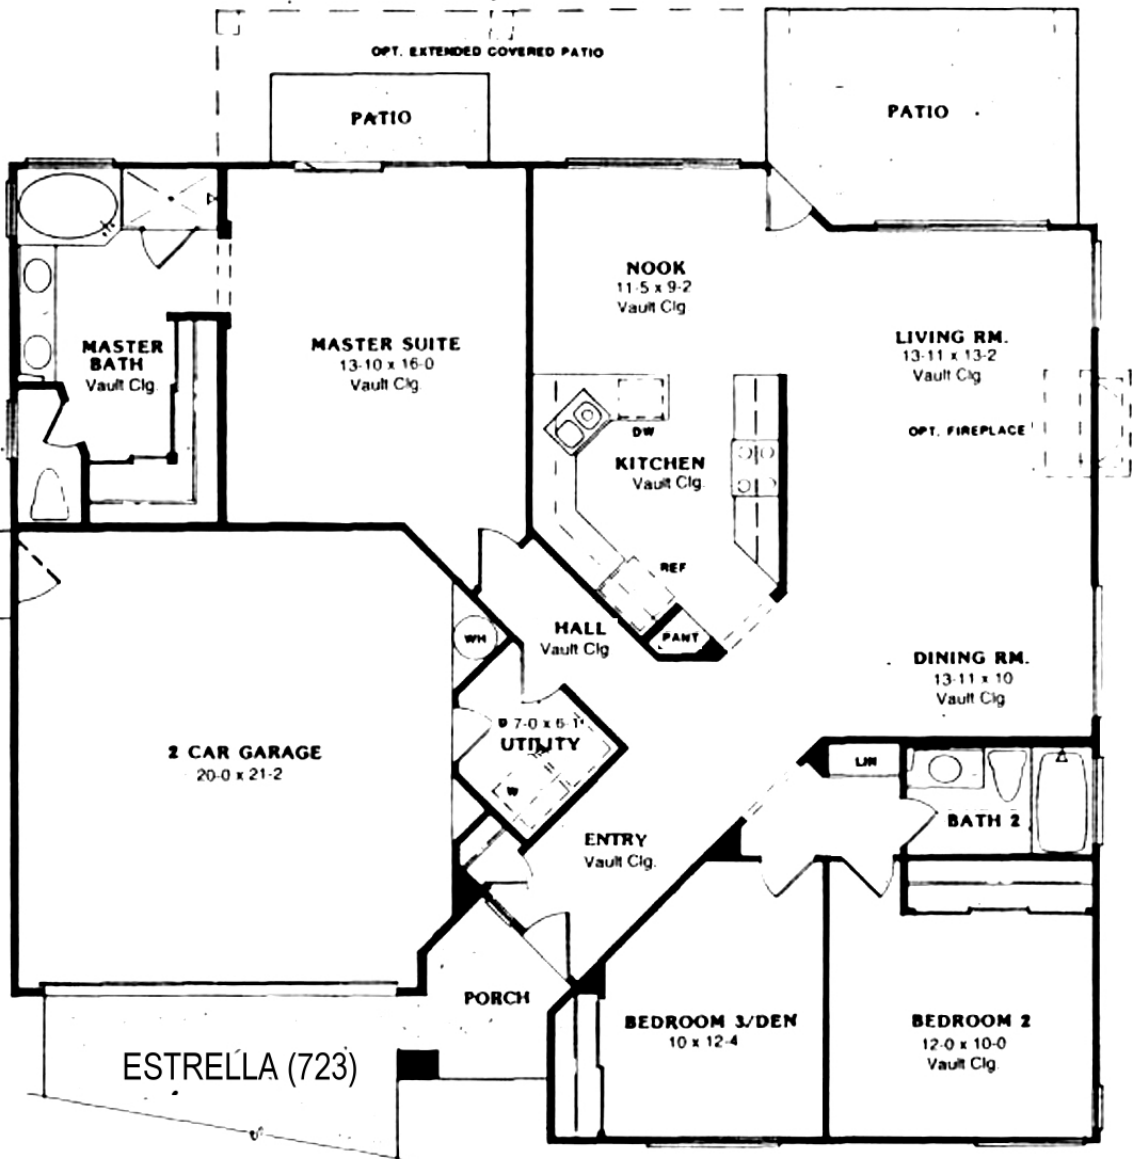 OPT. EXTENDED COVERED PATIO
PATIO
PATIO
NOOK
11-5 x 9-2
Vault Clg.
MASTER
BATH
Vault Clg.
MASTER SUITE
13-10 x 16-0
Vault Clg.
LIVING RM.
13-11 x 13-2
Vault Clg.
OPT. FIREPLACE
DW
KITCHEN
Vault Clg.
REF
PANT
HALL
Vault Clg
WH
DINING RM.
13-11 x 10
Vault Clg.
D 7-0 x 6-1
UTILITY
W
2 CAR GARAGE
20-0 x 21-2
LIN
BATH 2
ENTRY
Vault Clg.
PORCH
BEDROOM 3/DEN
10 x 12-4
BEDROOM 2
12-0 x 10-0
Vault Clg.
ESTRELLA (723)